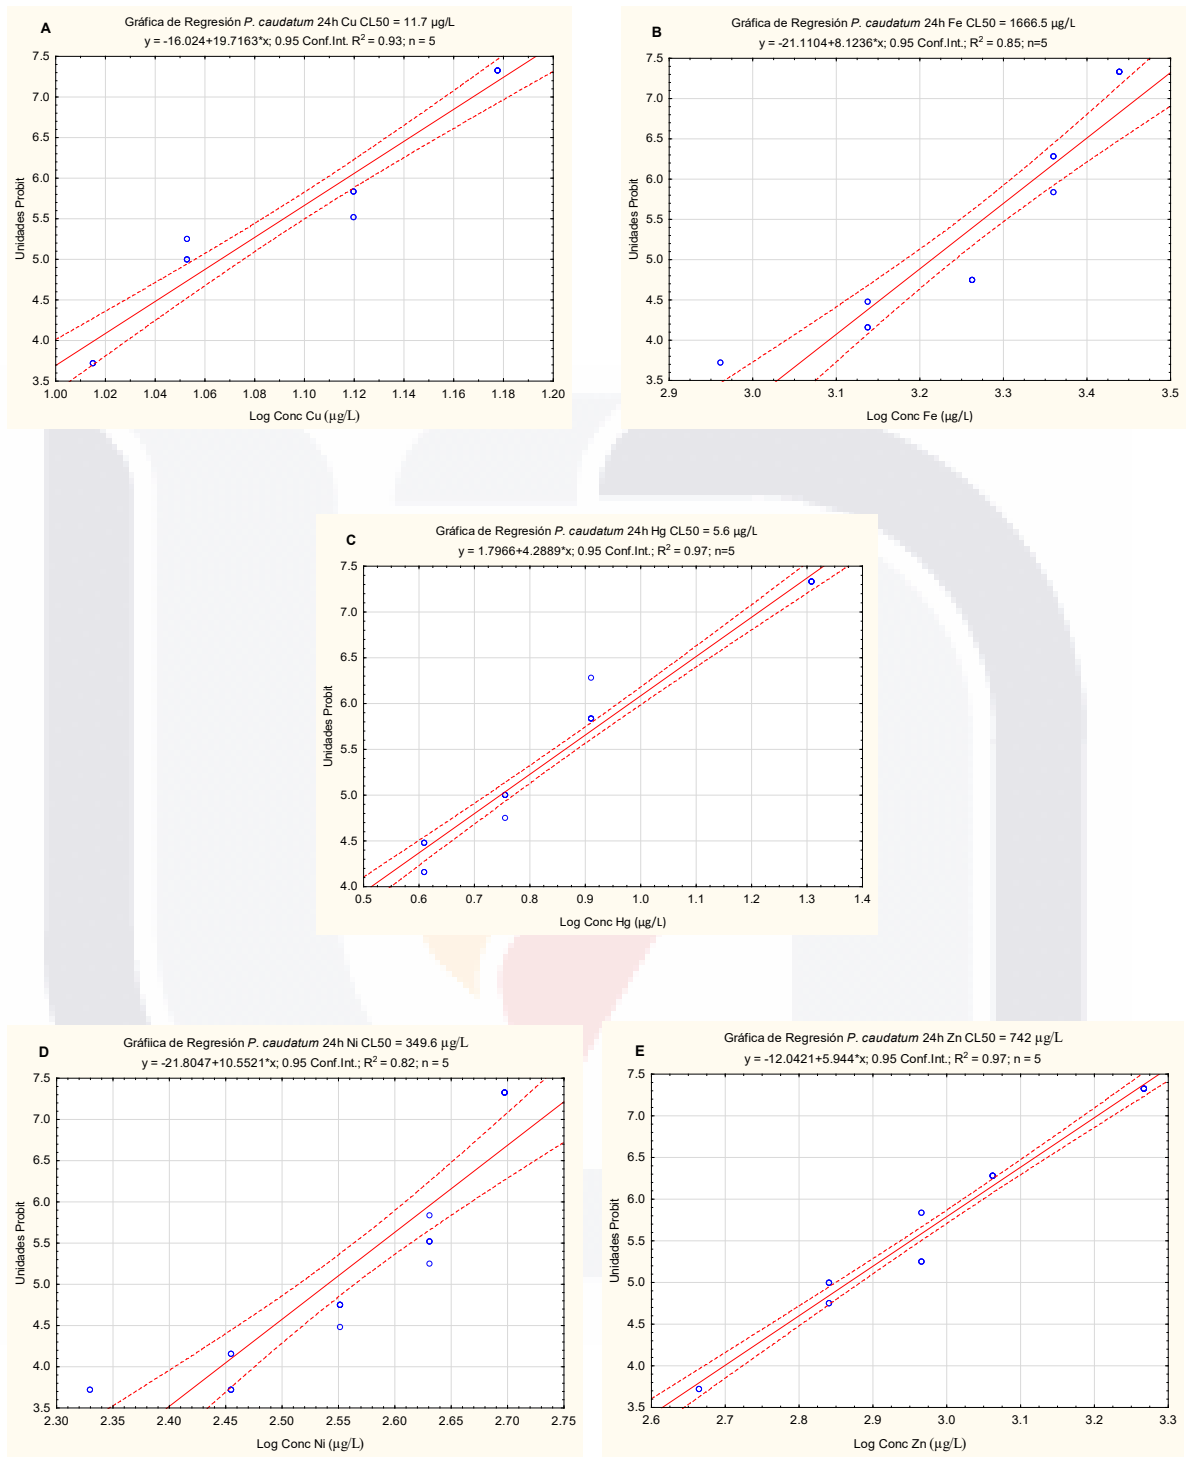 A
Gráfica de Regresión P. caudatum 24h Cu CL50 = 11.7 µg/L
y = -16.024+19.7163*x; 0.95 Conf.Int. R² = 0.93; n = 5
7.5
7.0
6.5
6.0
5.5
5.0
4.5
4.0
3.5
Unidades Probit
1.00 1.02 1.04 1.06 1.08 1.10 1.12 1.14 1.16 1.18 1.20
Log Conc Cu (µg/L)
B
Gráfica de Regresión P. caudatum 24h Fe CL50 = 1666.5 µg/L
y = -21.1104+8.1236*x; 0.95 Conf.Int.; R² = 0.85; n=5
7.5
7.0
6.5
6.0
5.5
5.0
4.5
4.0
3.5
Unidades Probit
2.9 3.0 3.1 3.2 3.3 3.4 3.5
Log Conc Fe (µg/L)
C
Gráfica de Regresión P. caudatum 24h Hg CL50 = 5.6 µg/L
y = 1.7966+4.2889*x; 0.95 Conf.Int.; R² = 0.97; n=5
7.5
7.0
6.5
6.0
5.5
5.0
4.5
4.0
Unidades Probit
0.5 0.6 0.7 0.8 0.9 1.0 1.1 1.2 1.3 1.4
Log Conc Hg (µg/L)
D
Gráfica de Regresión P. caudatum 24h Ni CL50 = 349.6 µg/L
y = -21.8047+10.5521*x; 0.95 Conf.Int.; R² = 0.82; n = 5
7.5
7.0
6.5
6.0
5.5
5.0
4.5
4.0
3.5
Unidades Probit
2.30 2.35 2.40 2.45 2.50 2.55 2.60 2.65 2.70 2.75
Log Conc Ni (µg/L)
E
Gráfica de Regresión P. caudatum 24h Zn CL50 = 742 µg/L
y = -12.0421+5.944*x; 0.95 Conf.Int.; R² = 0.97; n = 5
7.5
7.0
6.5
6.0
5.5
5.0
4.5
4.0
3.5
Unidades Probit
2.6 2.7 2.8 2.9 3.0 3.1 3.2 3.3
Log Conc Zn (µg/L)